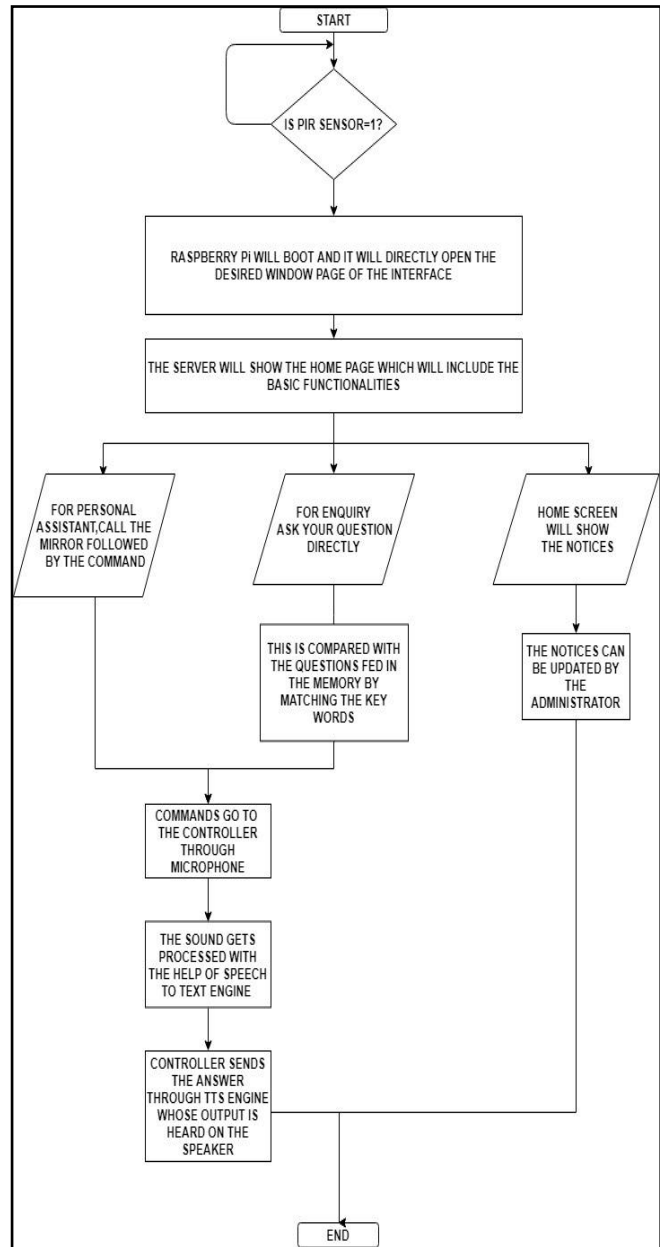 START
IS PIR SENSOR=1?
RASPBERRY Pi WILL BOOT AND IT WILL DIRECTLY OPEN THE
DESIRED WINDOW PAGE OF THE INTERFACE
THE SERVER WILL SHOW THE HOME PAGE WHICH WILL INCLUDE THE
BASIC FUNCTIONALITIES
FOR PERSONAL
ASSISTANT,CALL THE
MIRROR FOLLOWED
BY THE COMMAND
FOR ENQUIRY
ASK YOUR QUESTION
DIRECTLY
HOME SCREEN
WILL SHOW
THE NOTICES
THIS IS COMPARED WITH
THE QUESTIONS FED IN
THE MEMORY BY
MATCHING THE KEY
WORDS
THE NOTICES CAN
BE UPDATED BY
THE
ADMINISTRATOR
COMMANDS GO TO
THE CONTROLLER
THROUGH
MICROPHONE
THE SOUND GETS
PROCESSED WITH
THE HELP OF SPEECH
TO TEXT ENGINE
CONTROLLER SENDS
THE ANSWER
THROUGH TTS ENGINE
WHOSE OUTPUT IS
HEARD ON THE
SPEAKER
END